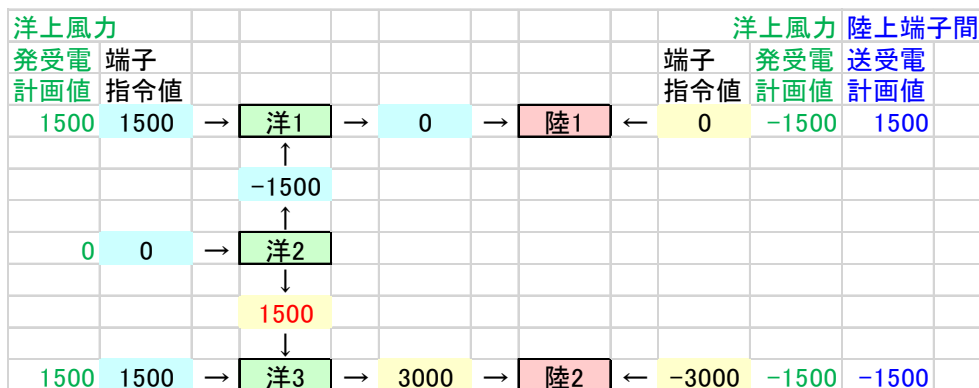 洋上風力 洋上風力 陸上端子間
発受電 端子 端子 発受電 送受電
計画値 指令値 指令値 計画値 計画値
1500 1500 → 洋1 → 0 → 陸1 ← 0 -1500 1500
↑
-1500
↑
0 0 → 洋2
↓
1500
↓
1500 1500 → 洋3 → 3000 → 陸2 ← -3000 -1500 -1500